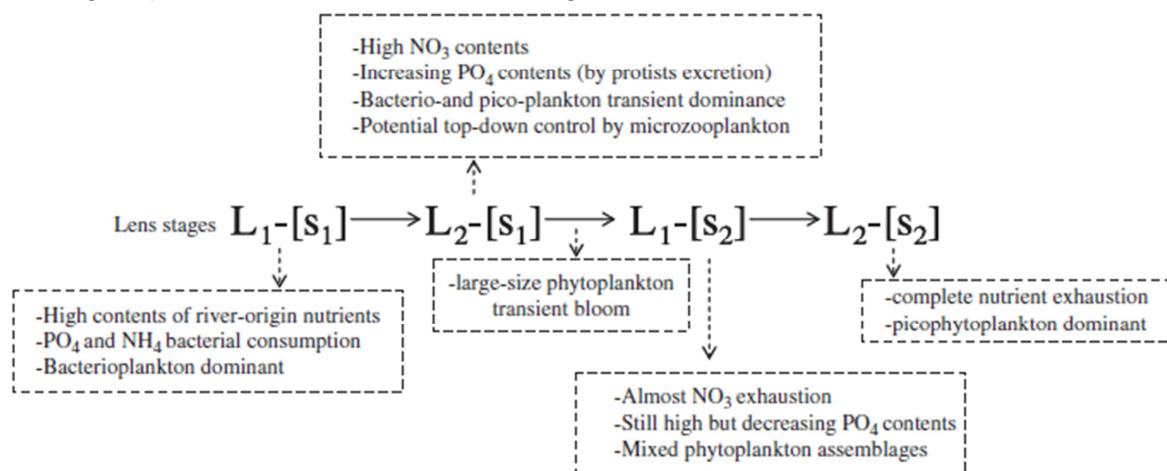 -High NO₃ contents
-Increasing PO₄ contents (by protists excretion)
-Bacterio-and pico-plankton transient dominance
-Potential top-down control by microzooplankton
Lens stages L₁-[s₁] L₂-[s₁] L₁-[s₂] L₂-[s₂]
-High contents of river-origin nutrients
-PO₄ and NH₄ bacterial consumption
-Bacterioplankton dominant
-large-size phytoplankton
transient bloom
-complete nutrient exhaustion
-picophytoplankton dominant
-Almost NO₃ exhaustion
-Still high but decreasing PO₄ contents
-Mixed phytoplankton assemblages